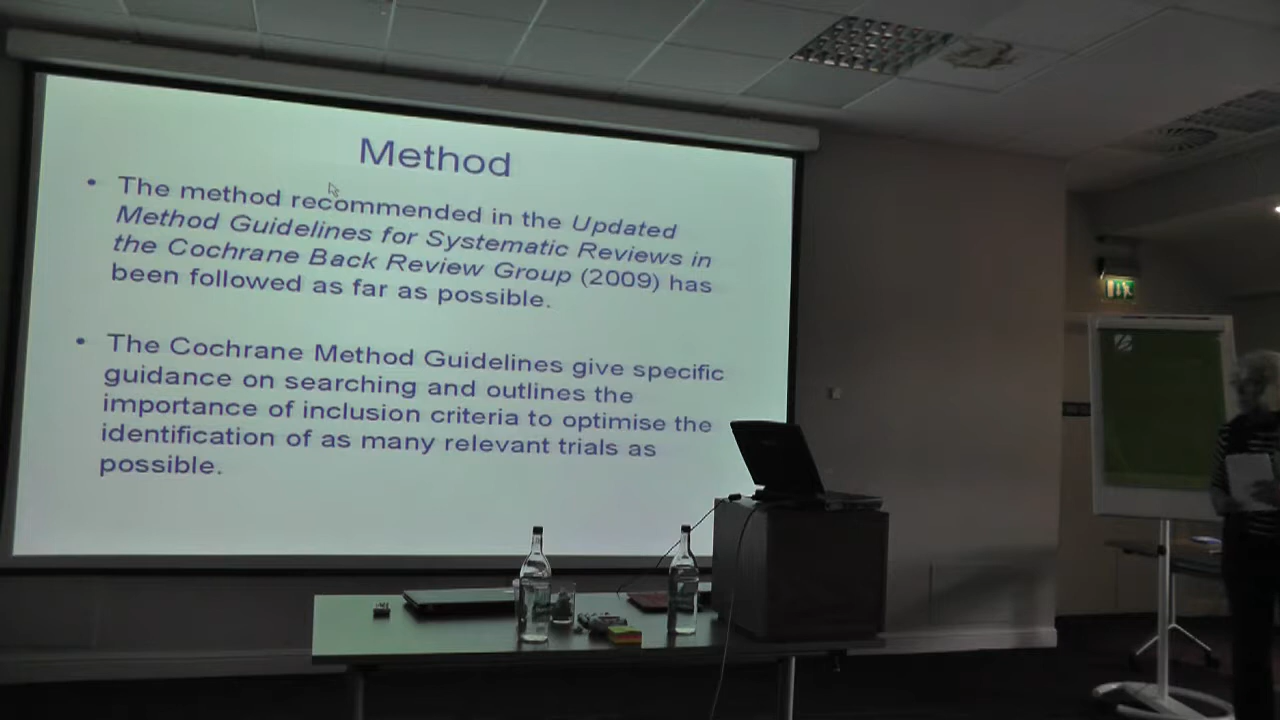 Method
• The method recommended in the Updated
Method Guidelines for Systematic Reviews in
the Cochrane Back Review Group (2009) has
been followed as far as possible.
• The Cochrane Method Guidelines give specific
guidance on searching and outlines the
importance of inclusion criteria to optimise the
identification of as many relevant trials as
possible.